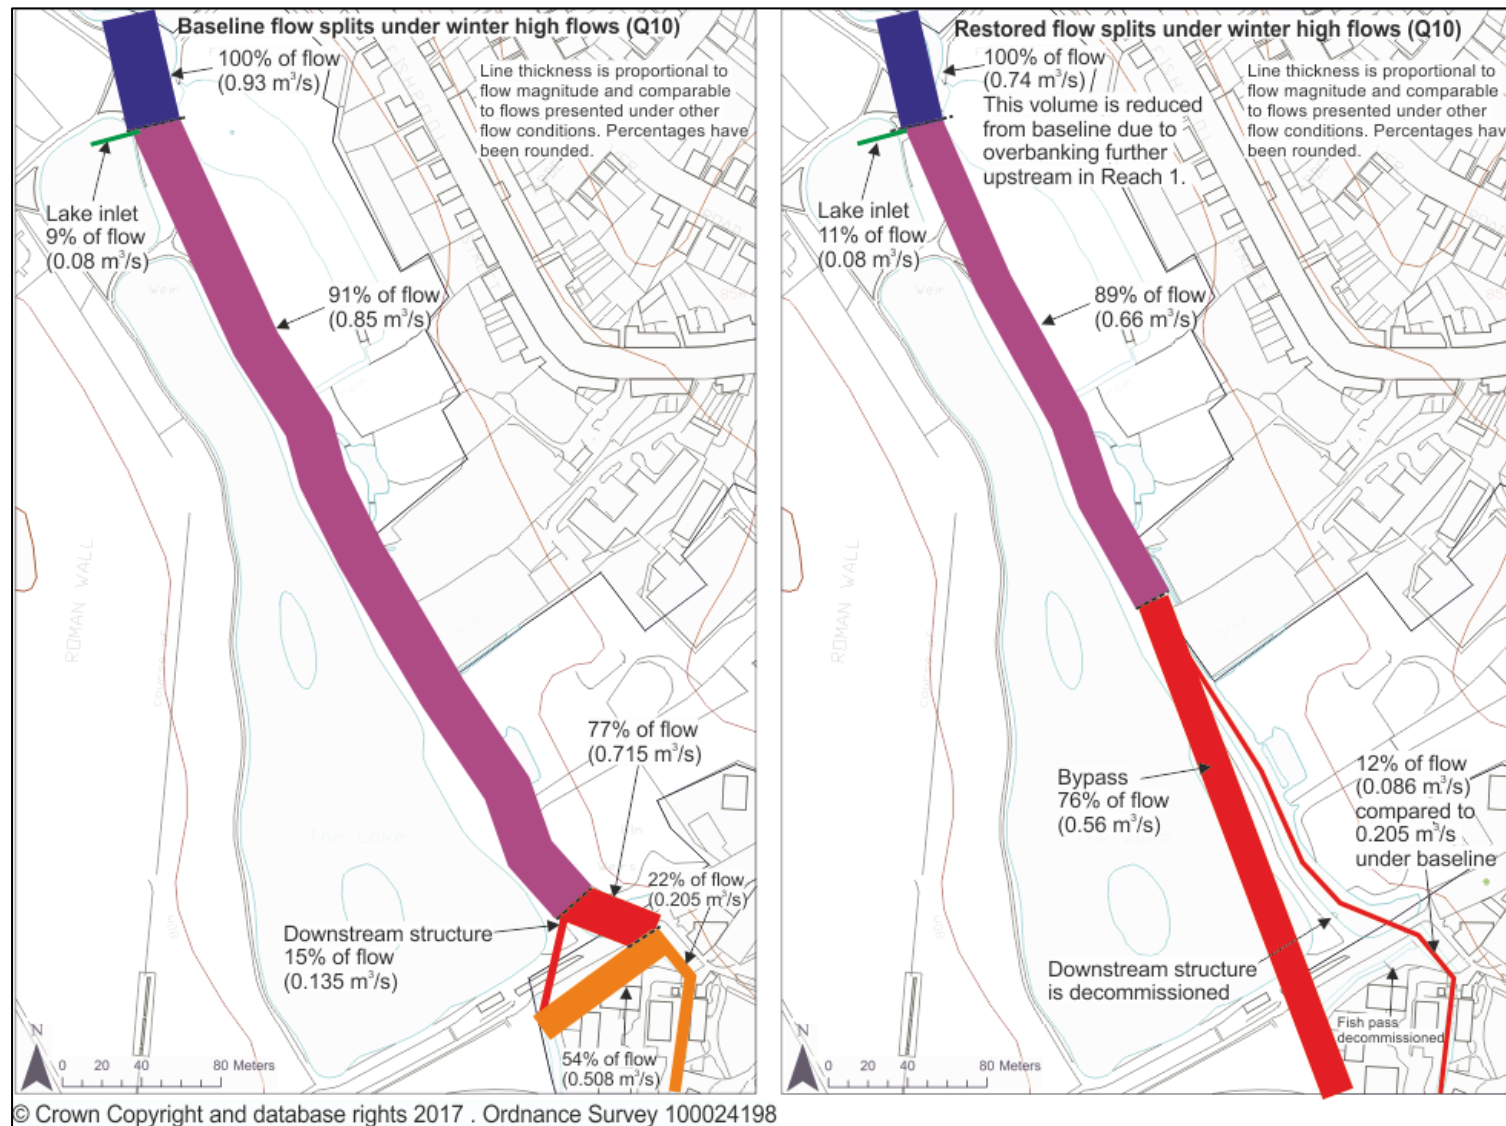 Baseline flow splits under winter high flows (Q10)
100% of flow
(0.93 m³/s)
Line thickness is proportional to
flow magnitude and comparable
to flows presented under other
flow conditions. Percentages have
been rounded.
Lake inlet
9% of flow
(0.08 m³/s)
91% of flow
(0.85 m³/s)
77% of flow
(0.715 m³/s)
22% of flow
(0.205 m³/s)
Downstream structure
15% of flow
(0.135 m³/s)
54% of flow
(0.508 m³/s)
Weir
ROMAN WALL
course of
The Lake
80m
N
0 20 40 80 Meters
Restored flow splits under winter high flows (Q10)
100% of flow
(0.74 m³/s)
This volume is reduced
from baseline due to
overbanking further
upstream in Reach 1.
Line thickness is proportional to
flow magnitude and comparable
to flows presented under other
flow conditions. Percentages have
been rounded.
Lake inlet
11% of flow
(0.08 m³/s)
89% of flow
(0.66 m³/s)
Bypass
76% of flow
(0.56 m³/s)
12% of flow
(0.086 m³/s)
compared to
0.205 m³/s
under baseline
Downstream structure
is decommissioned
Fish pass
decommissioned
Weir
ROMAN WALL
course of
80m
N
0 20 40 80 Meters
© Crown Copyright and database rights 2017 . Ordnance Survey 100024198